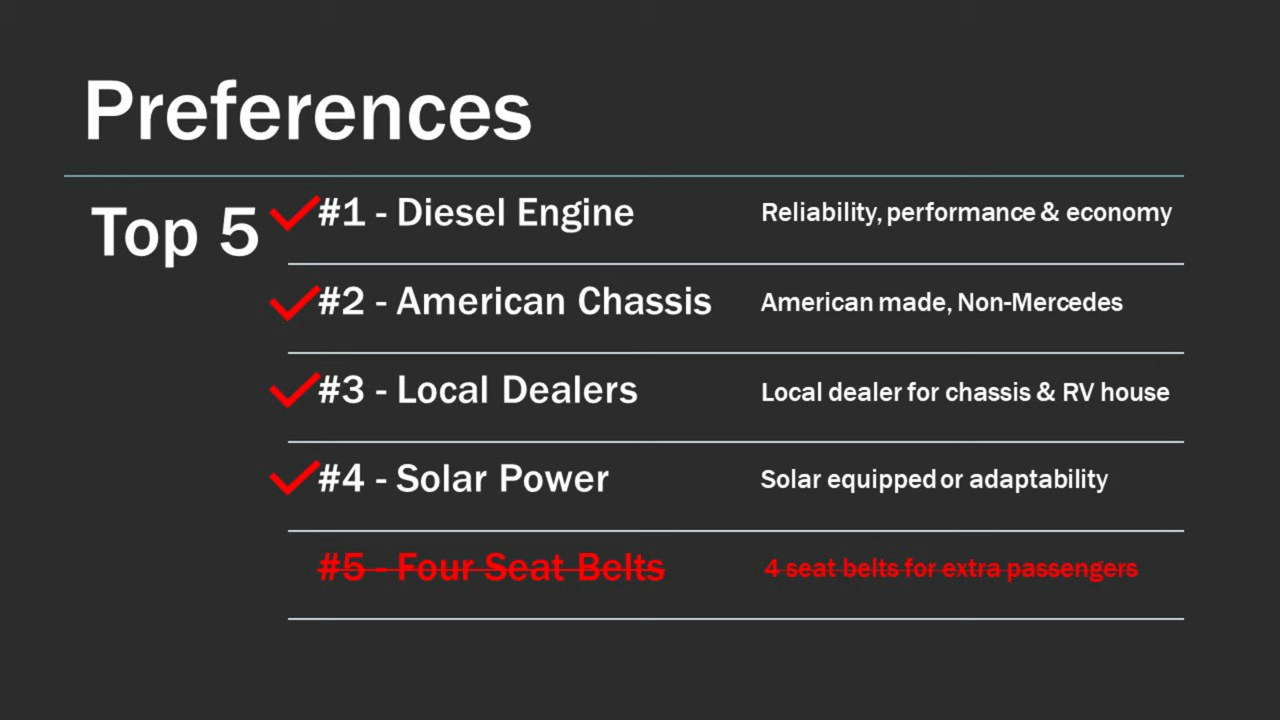 Preferences
Top 5
#1 - Diesel Engine Reliability, performance & economy
#2 - American Chassis American made, Non-Mercedes
#3 - Local Dealers Local dealer for chassis & RV house
#4 - Solar Power Solar equipped or adaptability
#5 - Four Seat Belts 4 seat belts for extra passengers